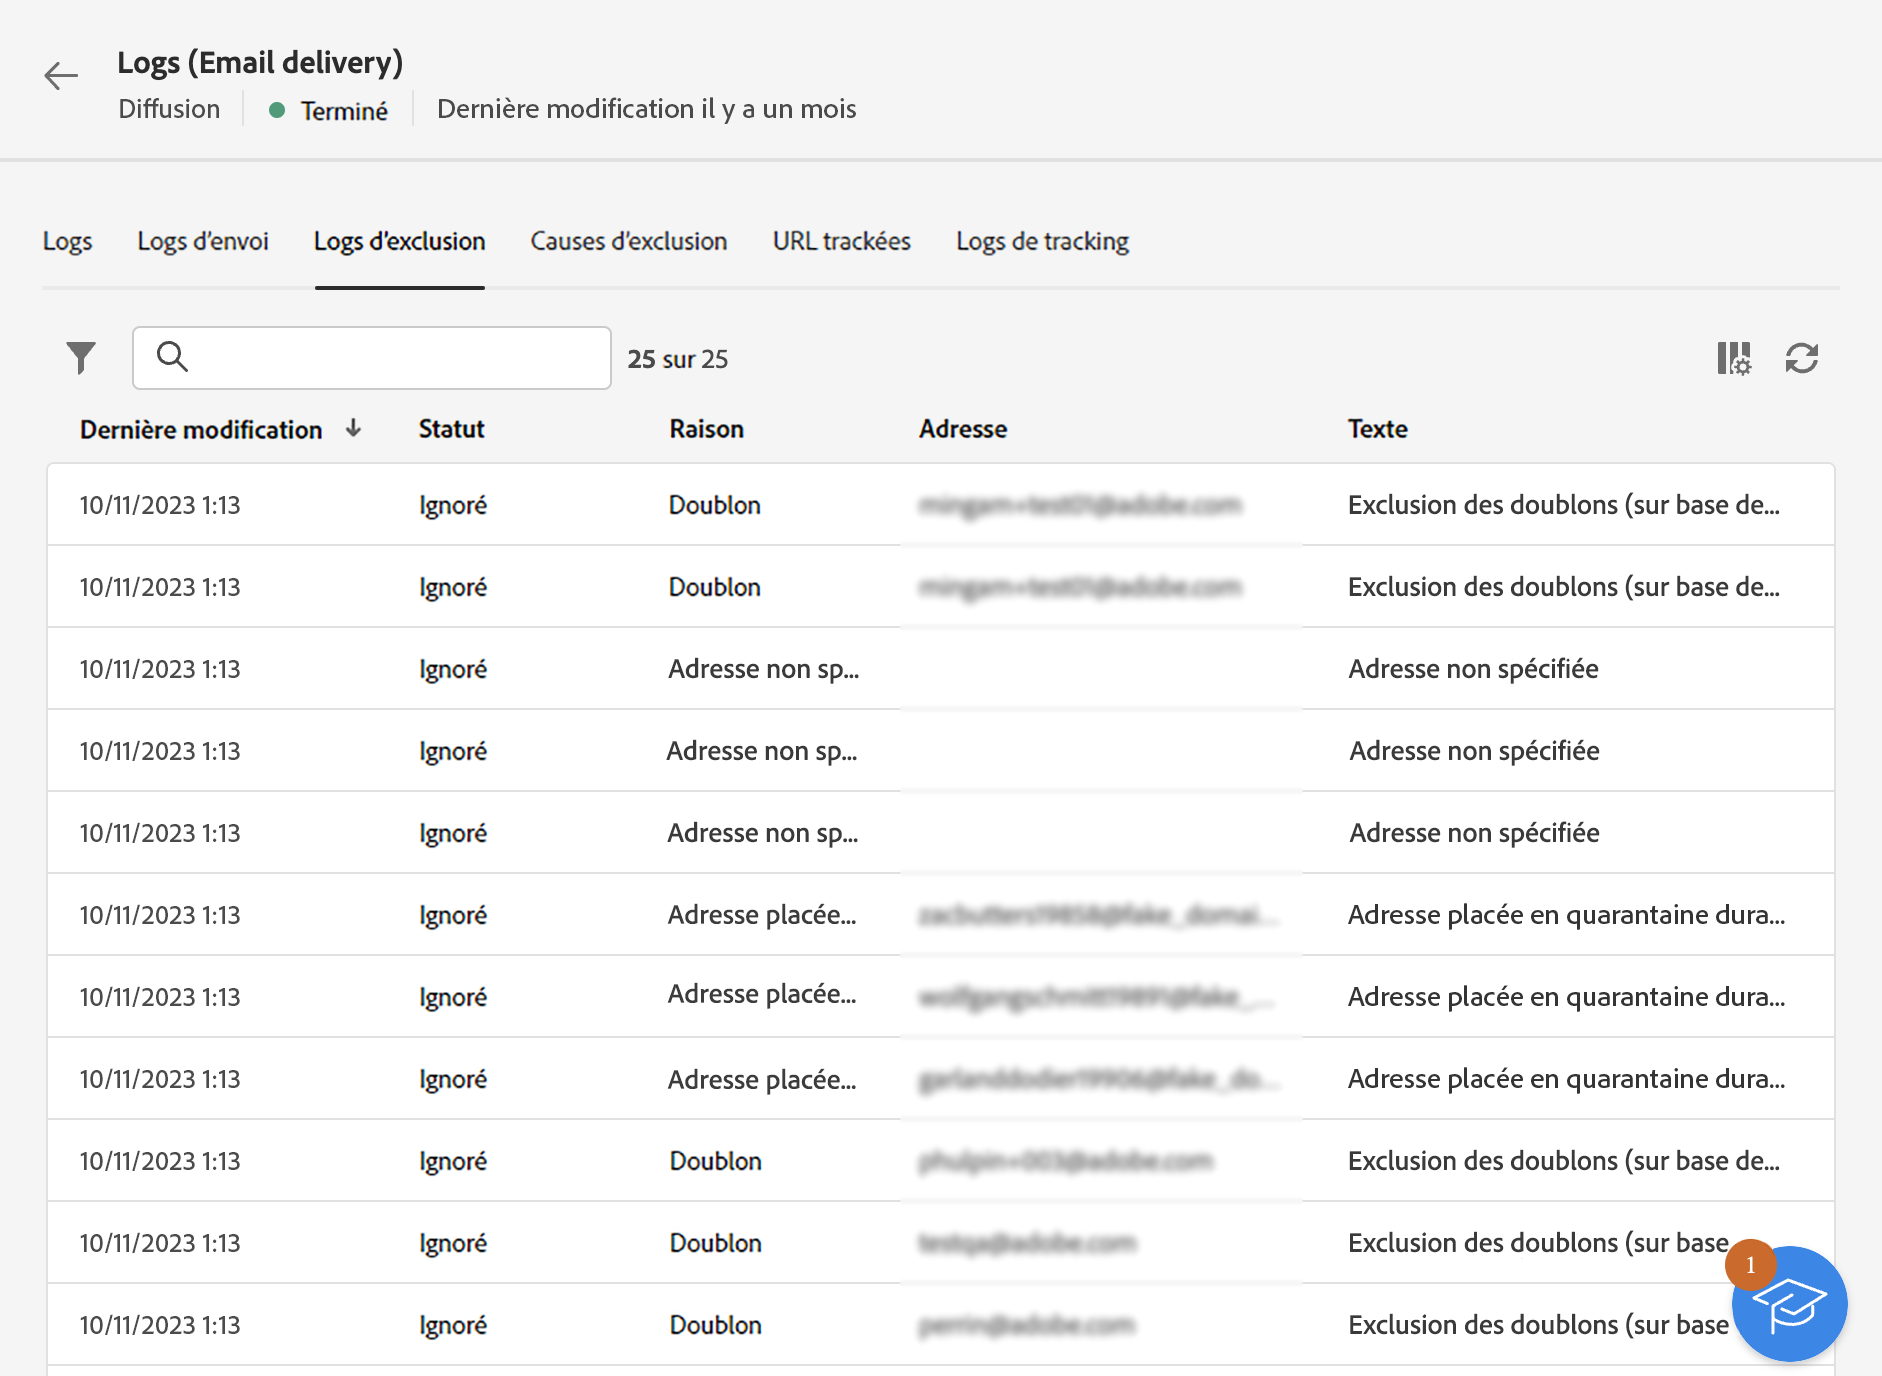 Logs (Email delivery)
Diffusion Terminé Dernière modification il y a un mois
Logs Logs d’envoi Logs d’exclusion Causes d’exclusion URL trackées Logs de tracking
25 sur 25
Dernière modification Statut Raison Adresse Texte
10/11/2023 1:13 Ignoré Doublon Exclusion des doublons (sur base de...
10/11/2023 1:13 Ignoré Doublon Exclusion des doublons (sur base de...
10/11/2023 1:13 Ignoré Adresse non sp... Adresse non spécifiée
10/11/2023 1:13 Ignoré Adresse non sp... Adresse non spécifiée
10/11/2023 1:13 Ignoré Adresse non sp... Adresse non spécifiée
10/11/2023 1:13 Ignoré Adresse placée... Adresse placée en quarantaine dura...
10/11/2023 1:13 Ignoré Adresse placée... Adresse placée en quarantaine dura...
10/11/2023 1:13 Ignoré Adresse placée... Adresse placée en quarantaine dura...
10/11/2023 1:13 Ignoré Doublon Exclusion des doublons (sur base de...
10/11/2023 1:13 Ignoré Doublon Exclusion des doublons (sur base
1
10/11/2023 1:13 Ignoré Doublon Exclusion des doublons (sur base